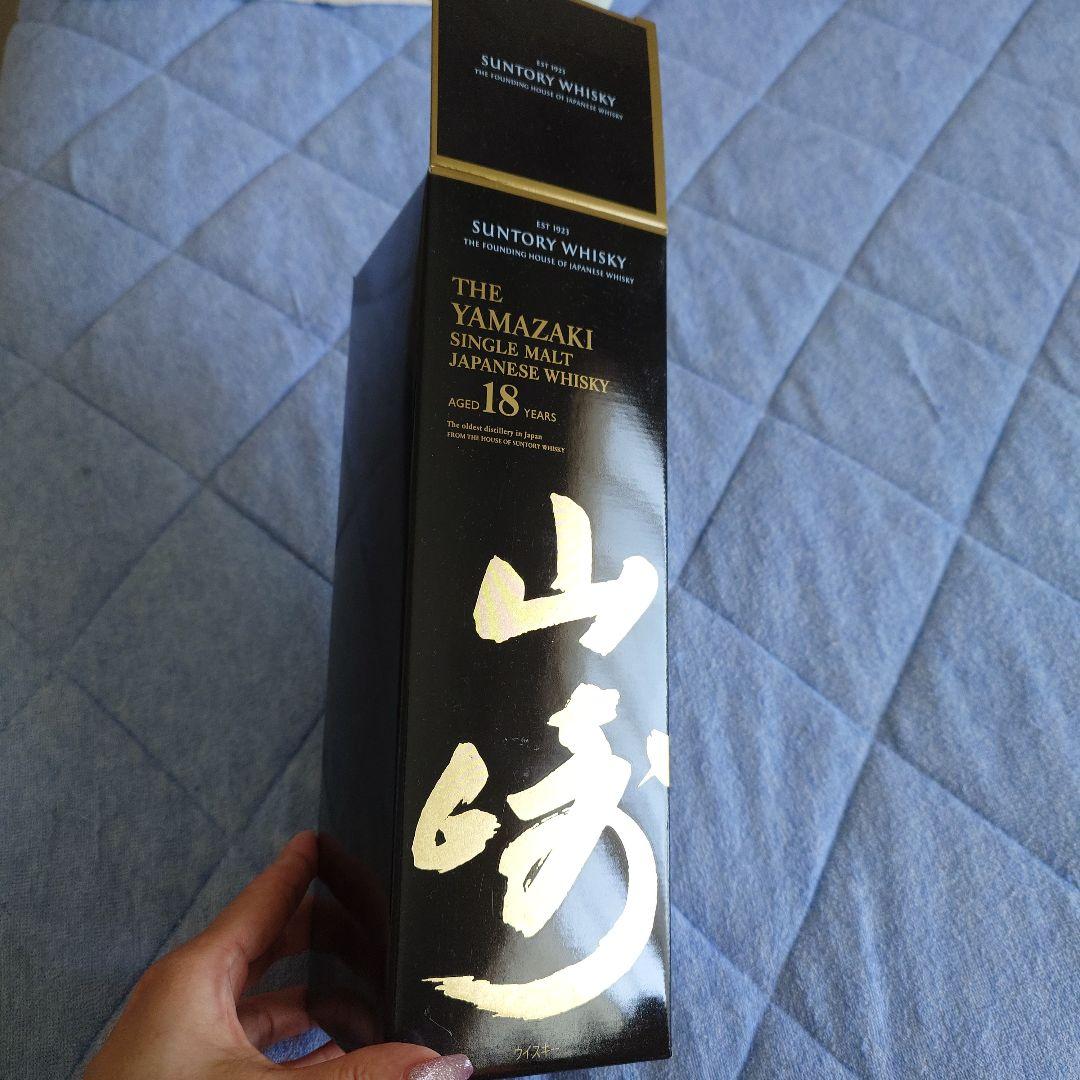 EST 1923
SUNTORY WHISKY
THE FOUNDING HOUSE OF JAPANESE WHISKY
EST 1923
SUNTORY WHISKY
THE FOUNDING HOUSE OF JAPANESE WHISKY
THE
YAMAZAKI
SINGLE MALT
JAPANESE WHISKY
AGED 18 YEARS
The oldest distillery in Japan
FROM THE HOUSE OF SUNTORY WHISKY
山
崎
ウイスキー